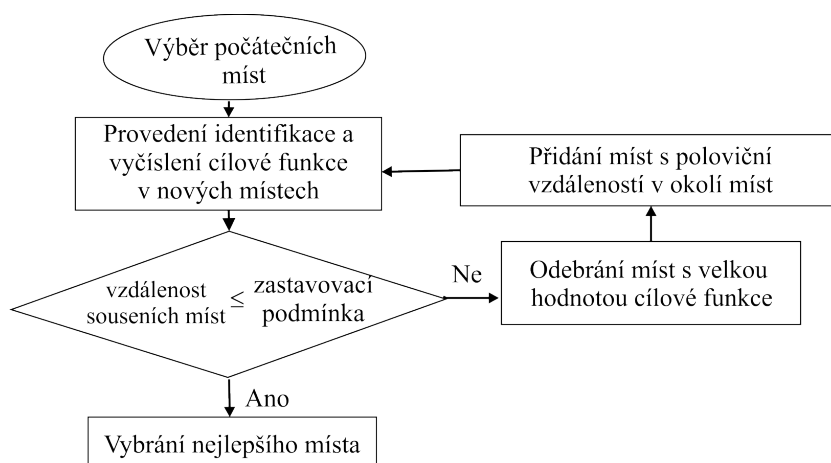 Výběr počátečních
míst
Provedení identifikace a
vyčíslení cílové funkce
v nových místech
Přidání míst s poloviční
vzdáleností v okolí míst
vzdálenost
souseních míst
≤
zastavovací
podmínka
Ne
Odebrání míst s velkou
hodnotou cílové funkce
Ano
Vybrání nejlepšího místa